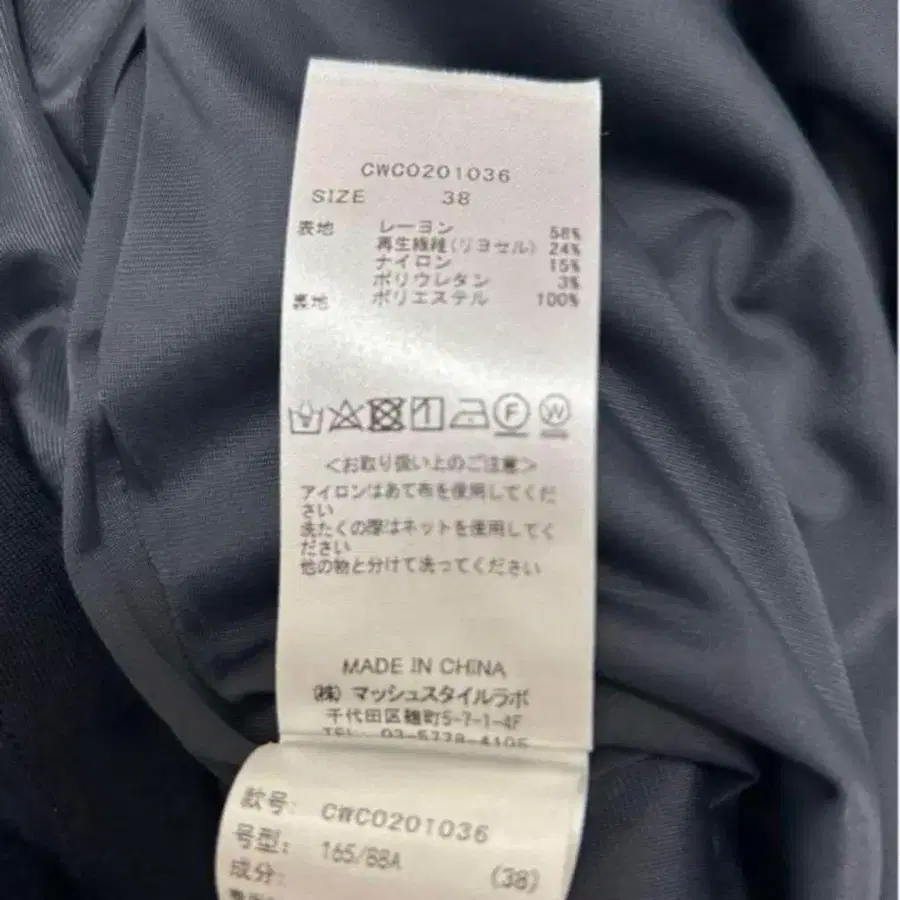 CWC0201036
SIZE 38
表地 レーヨン 58%
再生繊維(リヨセル) 24%
ナイロン 15%
ポリウレタン 3%
裏地 ポリエステル 100%
F W
<お取り扱い上のご注意>
アイロンはあて布を使用してくだ
さい
洗たくの際はネットを使用してく
ださい
他の物と分けて洗ってください
MADE IN CHINA
(株)マッシュスタイルラボ
千代田区麹町5-7-1-4F
TEL
款号: CWC0201036
号型: 165/88A
成分: (38)